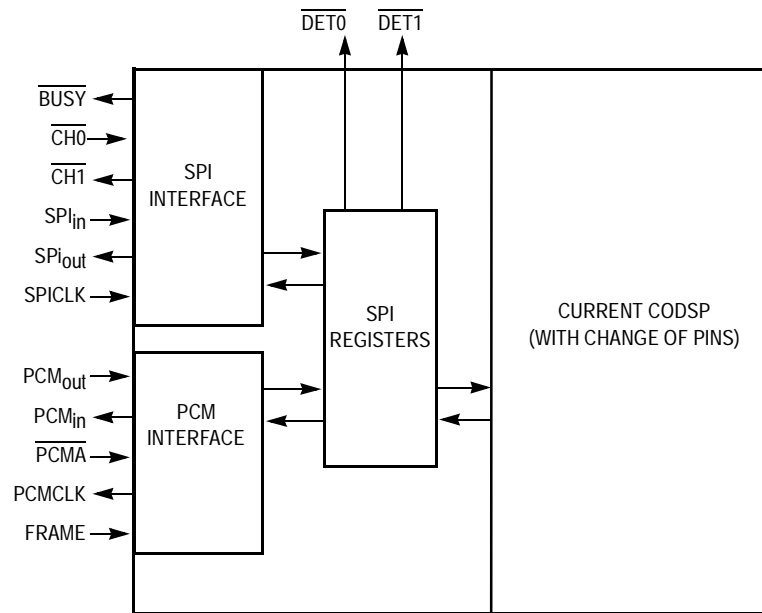 DET0 DET1
BUSY
CH0
CH1
SPIin
SPiout
SPICLK
SPI
INTERFACE
PCMout
PCMin
PCMA
PCMCLK
FRAME
PCM
INTERFACE
SPI
REGISTERS
CURRENT CODSP
(WITH CHANGE OF PINS)